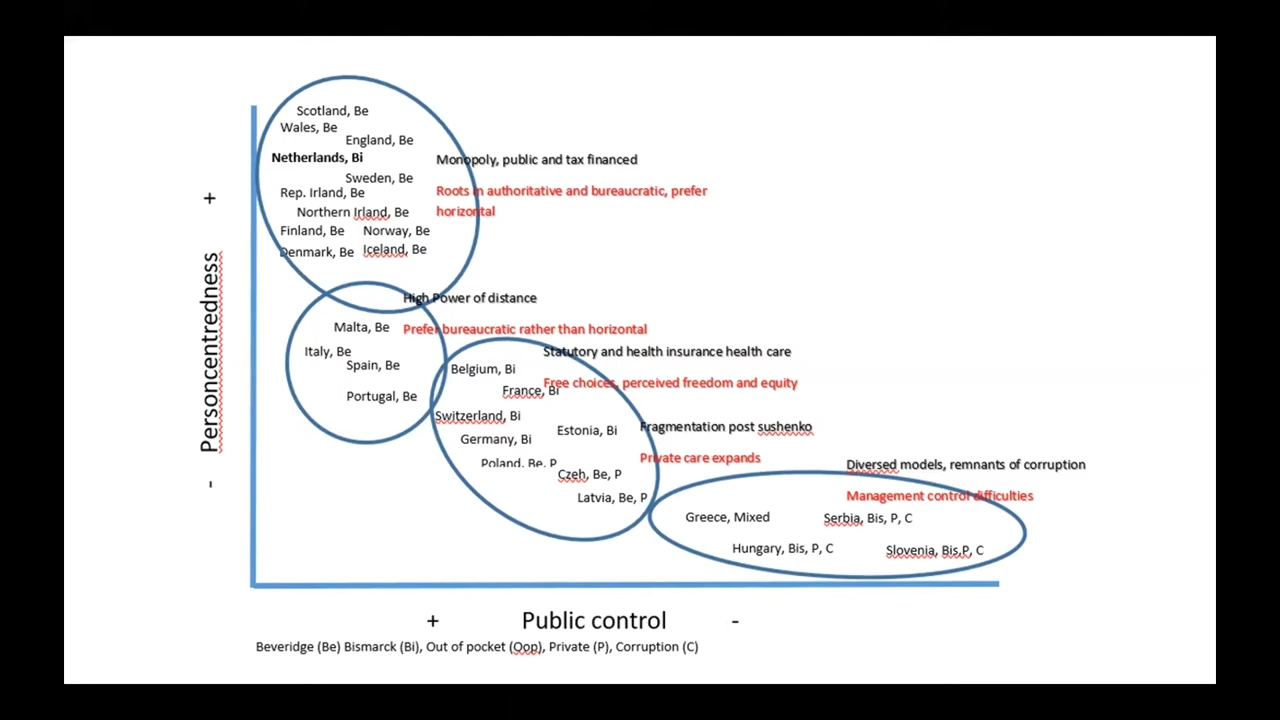 Scotland, Be
Wales, Be
England, Be
Netherlands, Bi
Monopoly, public and tax financed
Sweden, Be
Rep. Irland, Be
Roots in authoritative and bureaucratic, prefer
horizontal
Northern Irland, Be
Finland, Be
Norway, Be
Denmark, Be
Iceland, Be
High Power of distance
Malta, Be
Prefer bureaucratic rather than horizontal
Italy, Be
Spain, Be
Statutory and health insurance health care
Belgium, Bi
Free choices, perceived freedom and equity
France, Bi
Portugal, Be
Switzerland, Bi
Estonia, Bi
Fragmentation post sushenko
Germany, Bi
Poland, Be, P
Private care expands
Czeh, Be, P
Latvia, Be, P
Diversed models, remnants of corruption
Management control difficulties
Greece, Mixed
Serbia, Bis, P, C
Hungary, Bis, P, C
Slovenia, Bis,P, C
+
Personcentredness
-
+ Public control -
Beveridge (Be) Bismarck (Bi), Out of pocket (Oop), Private (P), Corruption (C)